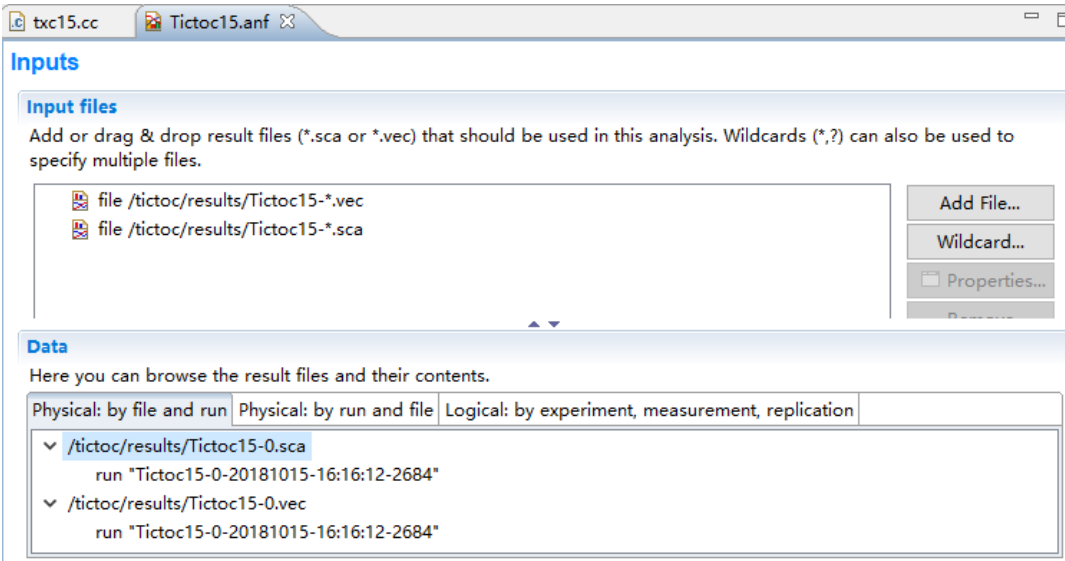 txc15.cc
Tictoc15.anf
Inputs
Input files
Add or drag & drop result files (*.sca or *.vec) that should be used in this analysis. Wildcards (*,?) can also be used to
specify multiple files.
file /tictoc/results/Tictoc15-*.vec
file /tictoc/results/Tictoc15-*.sca
Add File...
Wildcard...
Properties...
Data
Here you can browse the result files and their contents.
Physical: by file and run Physical: by run and file Logical: by experiment, measurement, replication
/tictoc/results/Tictoc15-0.sca
run "Tictoc15-0-20181015-16:16:12-2684"
/tictoc/results/Tictoc15-0.vec
run "Tictoc15-0-20181015-16:16:12-2684"